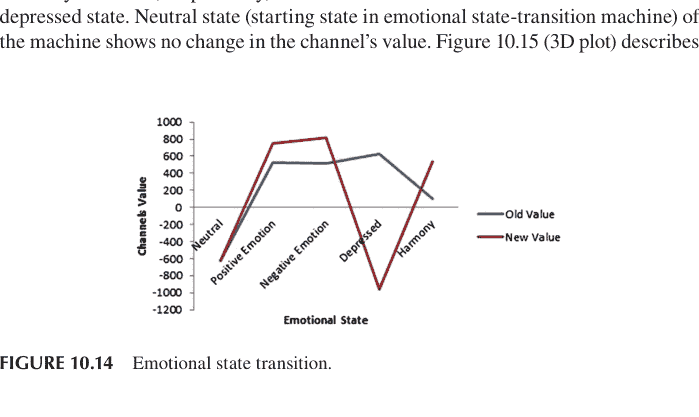 depressed state. Neutral state (starting state in emotional state-transition machine) of
the machine shows no change in the channel's value. Figure 10.15 (3D plot) describes
1000
800
600
400
200
0
-200
-400
-600
-800
-1000
-1200
Channels Value
Neutral
Positive Emotion
Negative Emotion
Depressed
Harmony
Emotional State
Old Value
New Value
FIGURE 10.14 Emotional state transition.